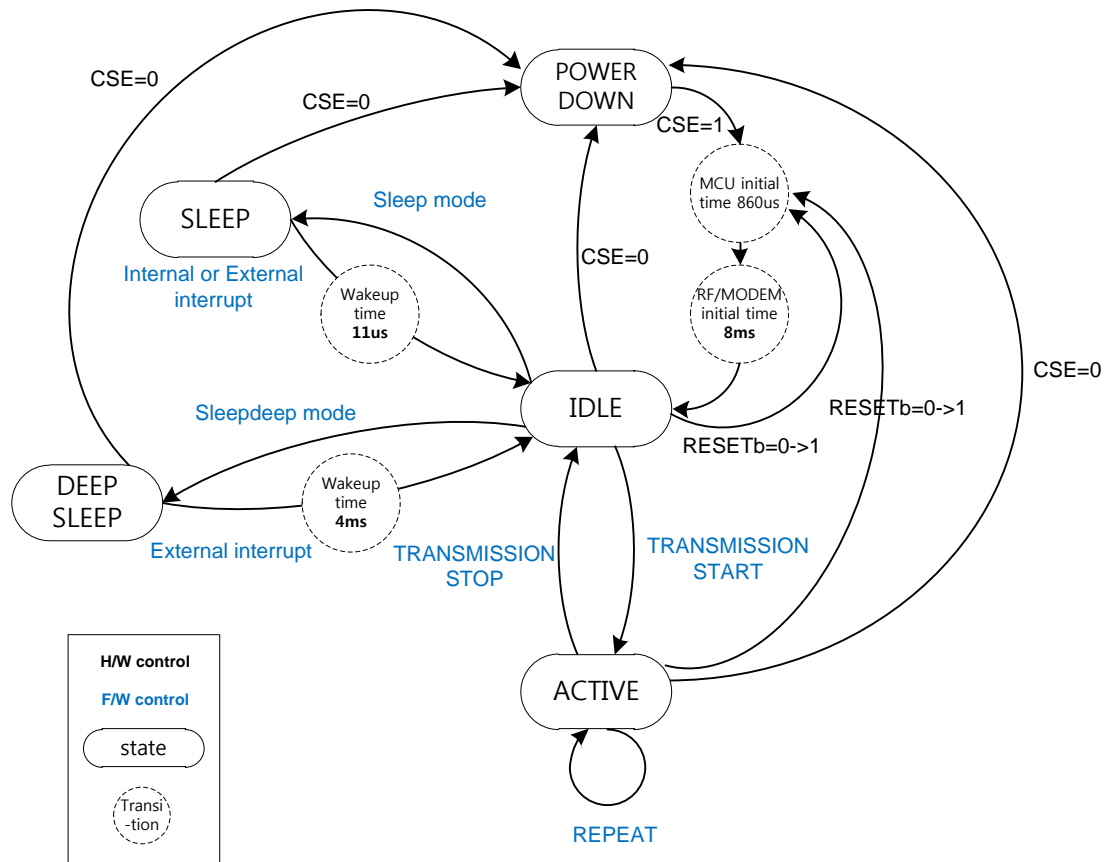 CSE=0
POWER
DOWN
CSE=0
CSE=1
MCU initial
time 860us
SLEEP
Sleep mode
Internal or External
interrupt
CSE=0
Wakeup
time
11us
RF/MODEM
initial time
8ms
CSE=0
IDLE
RESETb=0->1
Sleepdeep mode
RESETb=0->1
DEEP
SLEEP
Wakeup
time
4ms
External interrupt
TRANSMISSION
STOP
TRANSMISSION
START
H/W control
F/W control
state
Transi
-tion
ACTIVE
REPEAT